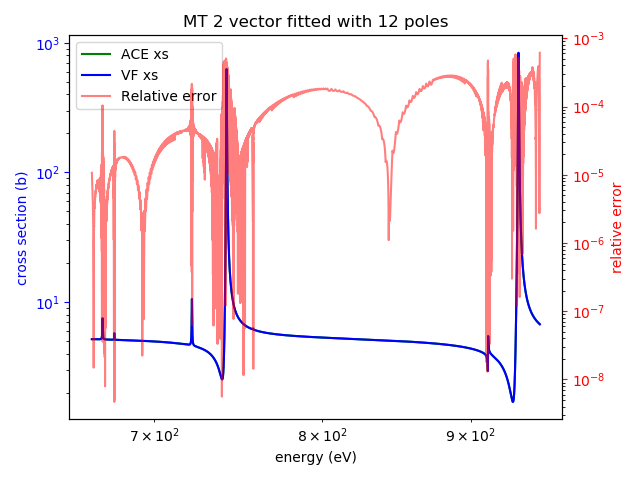 MT 2 vector fitted with 12 poles
ACE xs
VF xs
Relative error
cross section (b)
10³
10²
10¹
relative error
10⁻³
10⁻⁴
10⁻⁵
10⁻⁶
10⁻⁷
10⁻⁸
7 × 10²
8 × 10²
9 × 10²
energy (eV)